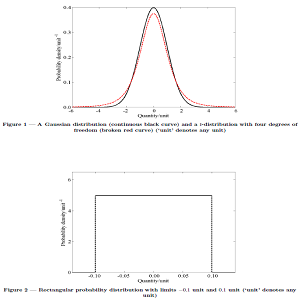 0.4
0.3
0.2
0.1
0.0
Probability density/unit⁻¹
-6
-4
-2
0
2
4
6
Quantity/unit
Figure 1 — A Gaussian distribution (continuous black curve) and a t-distribution with four degrees of
freedom (broken red curve) ('unit' denotes any unit)
6
4
2
0
Probability density/unit⁻¹
-0.10
-0.05
0.00
0.05
0.10
Quantity/unit
Figure 2 — Rectangular probability distribution with limits −0.1 unit and 0.1 unit ('unit' denotes any
unit)